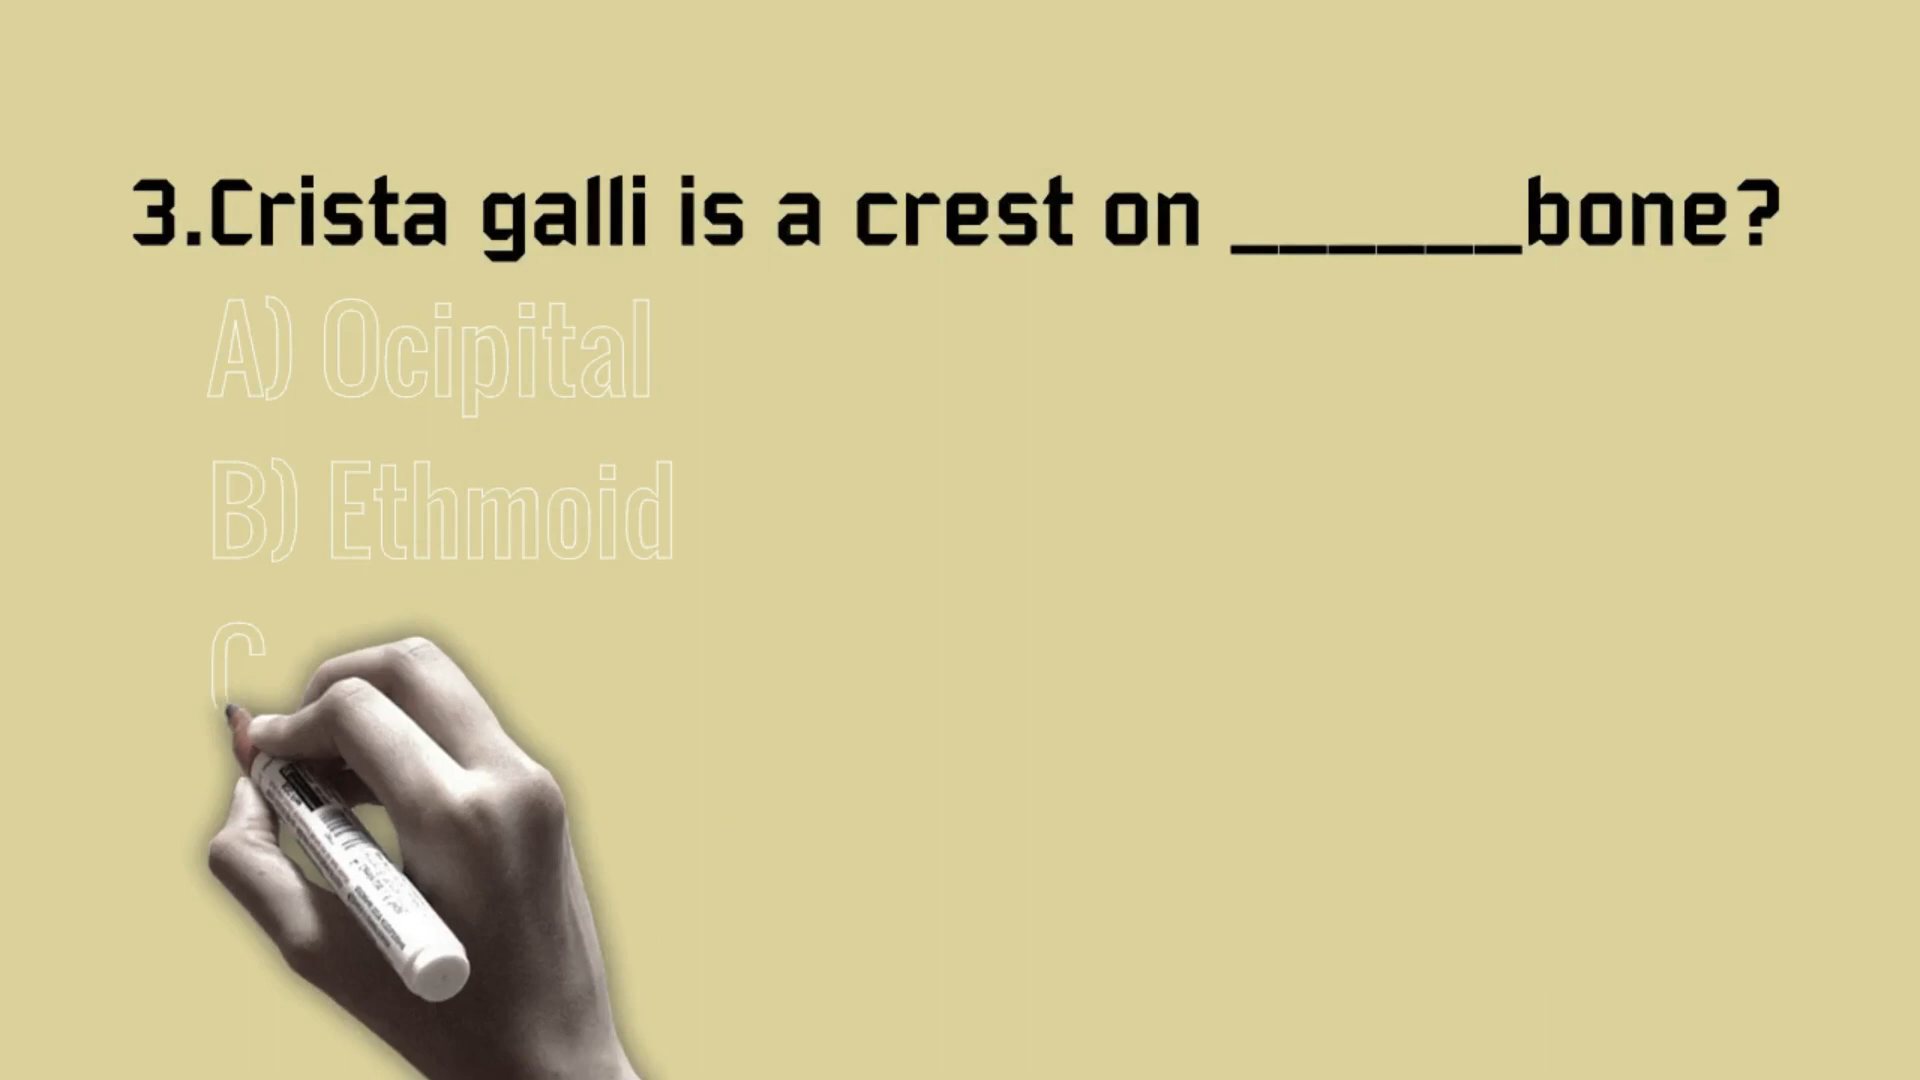 3.Crista galli is a crest on ______bone?
A) Ocipital
B) Ethmoid
C